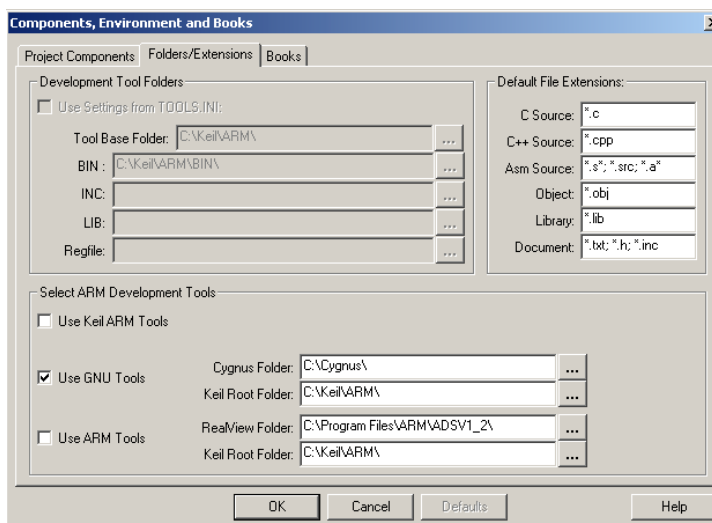 Components, Environment and Books
Project Components Folders/Extensions Books
Development Tool Folders
Use Settings from TOOLS.INI:
Tool Base Folder: C:\Keil\ARM\ ...
BIN : C:\Keil\ARM\BIN\ ...
INC: ...
LIB: ...
Regfile: ...
Default File Extensions:
C Source: *.c
C++ Source: *.cpp
Asm Source: *.s*; *.src; *.a*
Object: *.obj
Library: *.lib
Document: *.txt; *.h; *.inc
Select ARM Development Tools
Use Keil ARM Tools
Use GNU Tools
Cygnus Folder: C:\Cygnus\ ...
Keil Root Folder: C:\Keil\ARM\ ...
Use ARM Tools
RealView Folder: C:\Program Files\ARM\ADSV1_2\ ...
Keil Root Folder: C:\Keil\ARM\ ...
OK Cancel Defaults Help